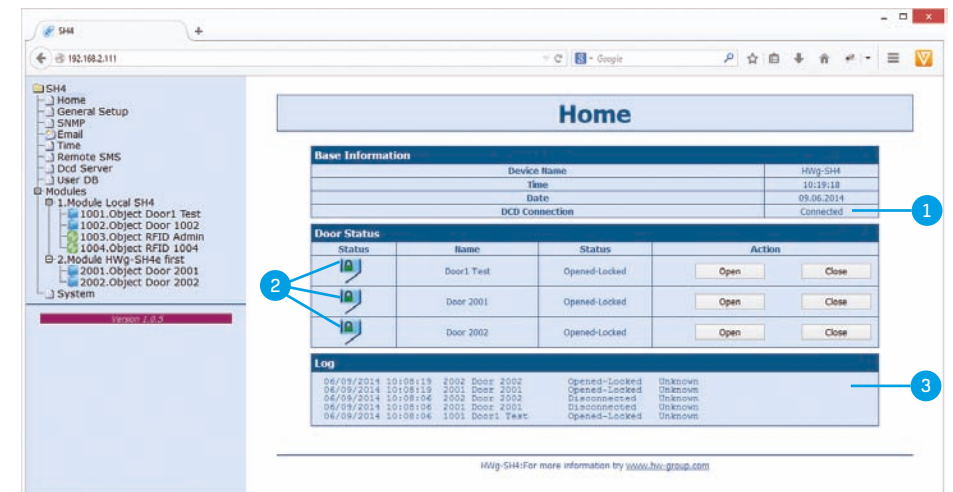 SH4
+
192.168.2.111
Google
SH4
Home
General Setup
SNMP
Email
Time
Remote SMS
Dcd Server
User DB
Modules
1.Module Local SH4
1001.Object Door1 Test
1002.Object Door 1002
1003.Object RFID Admin
1004.Object RFID 1004
2.Module HWg-SH4e first
2001.Object Door 2001
2002.Object Door 2002
System
Version 1.0.5
Home
Base Information
Device Name HWg-SH4
Time 10:19:18
Date 09.06.2014
DCD Connection Connected
1
Door Status
Status Name Status Action
Door1 Test Opened-Locked Open Close
2
Door 2001 Opened-Locked Open Close
Door 2002 Opened-Locked Open Close
Log
06/09/2014 10:08:19 2002 Door 2002 Opened-Locked Unknown
06/09/2014 10:08:19 2001 Door 2001 Opened-Locked Unknown
06/09/2014 10:08:06 2002 Door 2002 Disconnected Unknown
06/09/2014 10:08:06 2001 Door 2001 Disconnected Unknown
06/09/2014 10:08:06 1001 Door1 Test Opened-Locked Unknown
3
HWg-SH4:For more information try www.hw-group.com